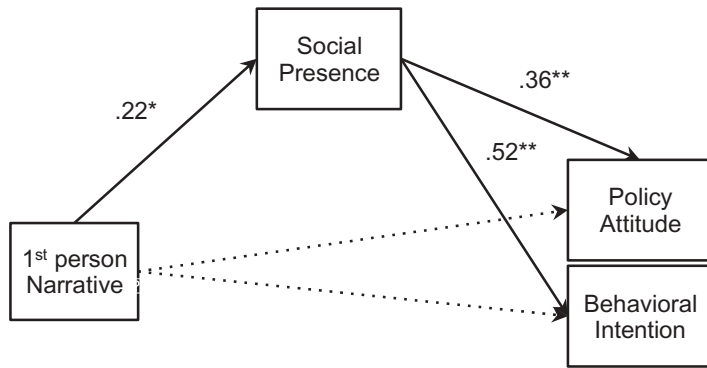 Social
Presence
.22*
.36**
.52**
1st person
Narrative
Policy
Attitude
Behavioral
Intention